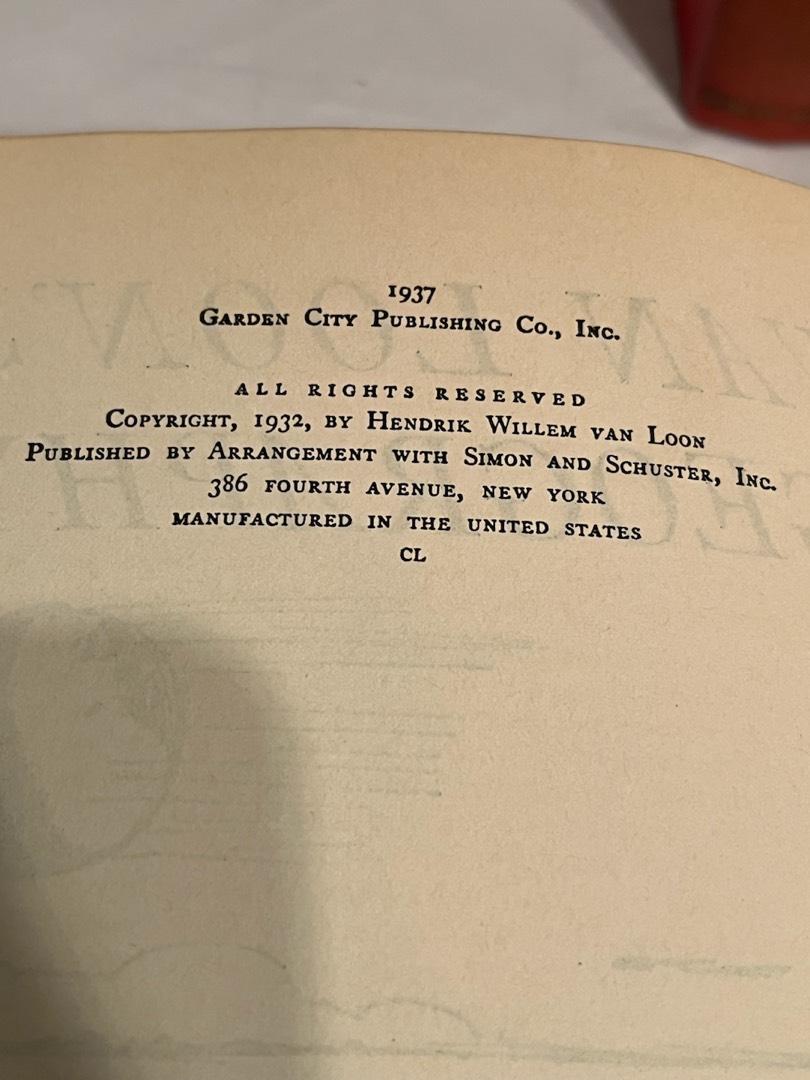 1937
Garden City Publishing Co., Inc.
ALL RIGHTS RESERVED
Copyright, 1932, by Hendrik Willem van Loon
Published by Arrangement with Simon and Schuster, Inc.
386 FOURTH AVENUE, NEW YORK
MANUFACTURED IN THE UNITED STATES
CL